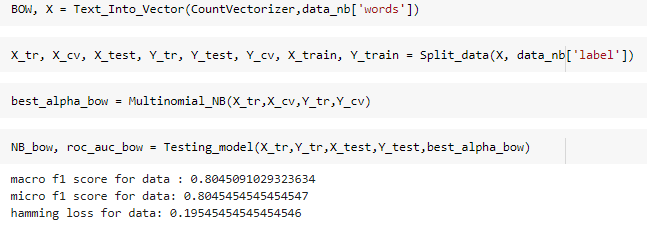 BOW, X = Text_Into_Vector(CountVectorizer,data_nb['words'])
X_tr, X_cv, X_test, Y_tr, Y_test, Y_cv, X_train, Y_train = Split_data(X, data_nb['label'])
best_alpha_bow = Multinomial_NB(X_tr,X_cv,Y_tr,Y_cv)
NB_bow, roc_auc_bow = Testing_model(X_tr,Y_tr,X_test,Y_test,best_alpha_bow)
macro f1 score for data : 0.8045091029323634
micro f1 scoore for data: 0.8045454545454547
hamming loss for data: 0.19545454545454546